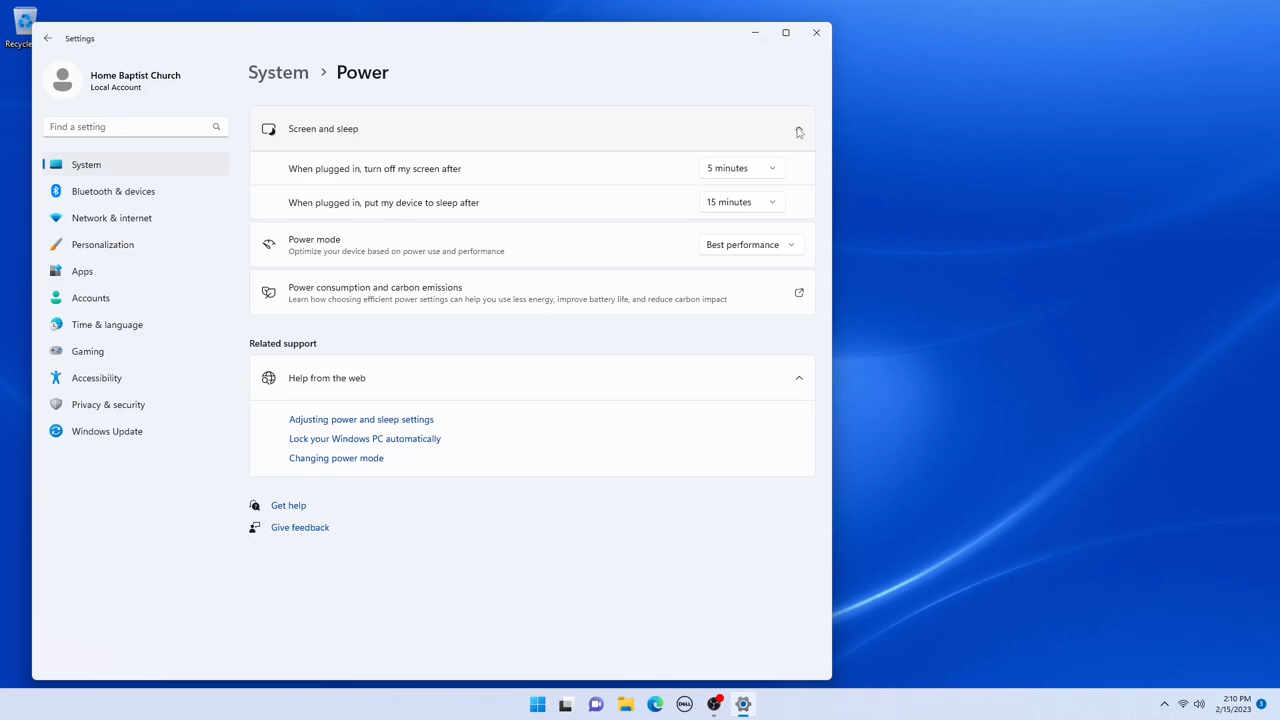 Recycle
Settings
Home Baptist Church
Local Account
Find a setting
System
Bluetooth & devices
Network & internet
Personalization
Apps
Accounts
Time & language
Gaming
Accessibility
Privacy & security
Windows Update
System > Power
Screen and sleep
When plugged in, turn off my screen after
5 minutes
When plugged in, put my device to sleep after
15 minutes
Power mode
Optimize your device based on power use and performance
Best performance
Power consumption and carbon emissions
Learn how choosing efficient power settings can help you use less energy, improve battery life, and reduce carbon impact
Related support
Help from the web
Adjusting power and sleep settings
Lock your Windows PC automatically
Changing power mode
Get help
Give feedback
DELL
2:10 PM
2/15/2023
3